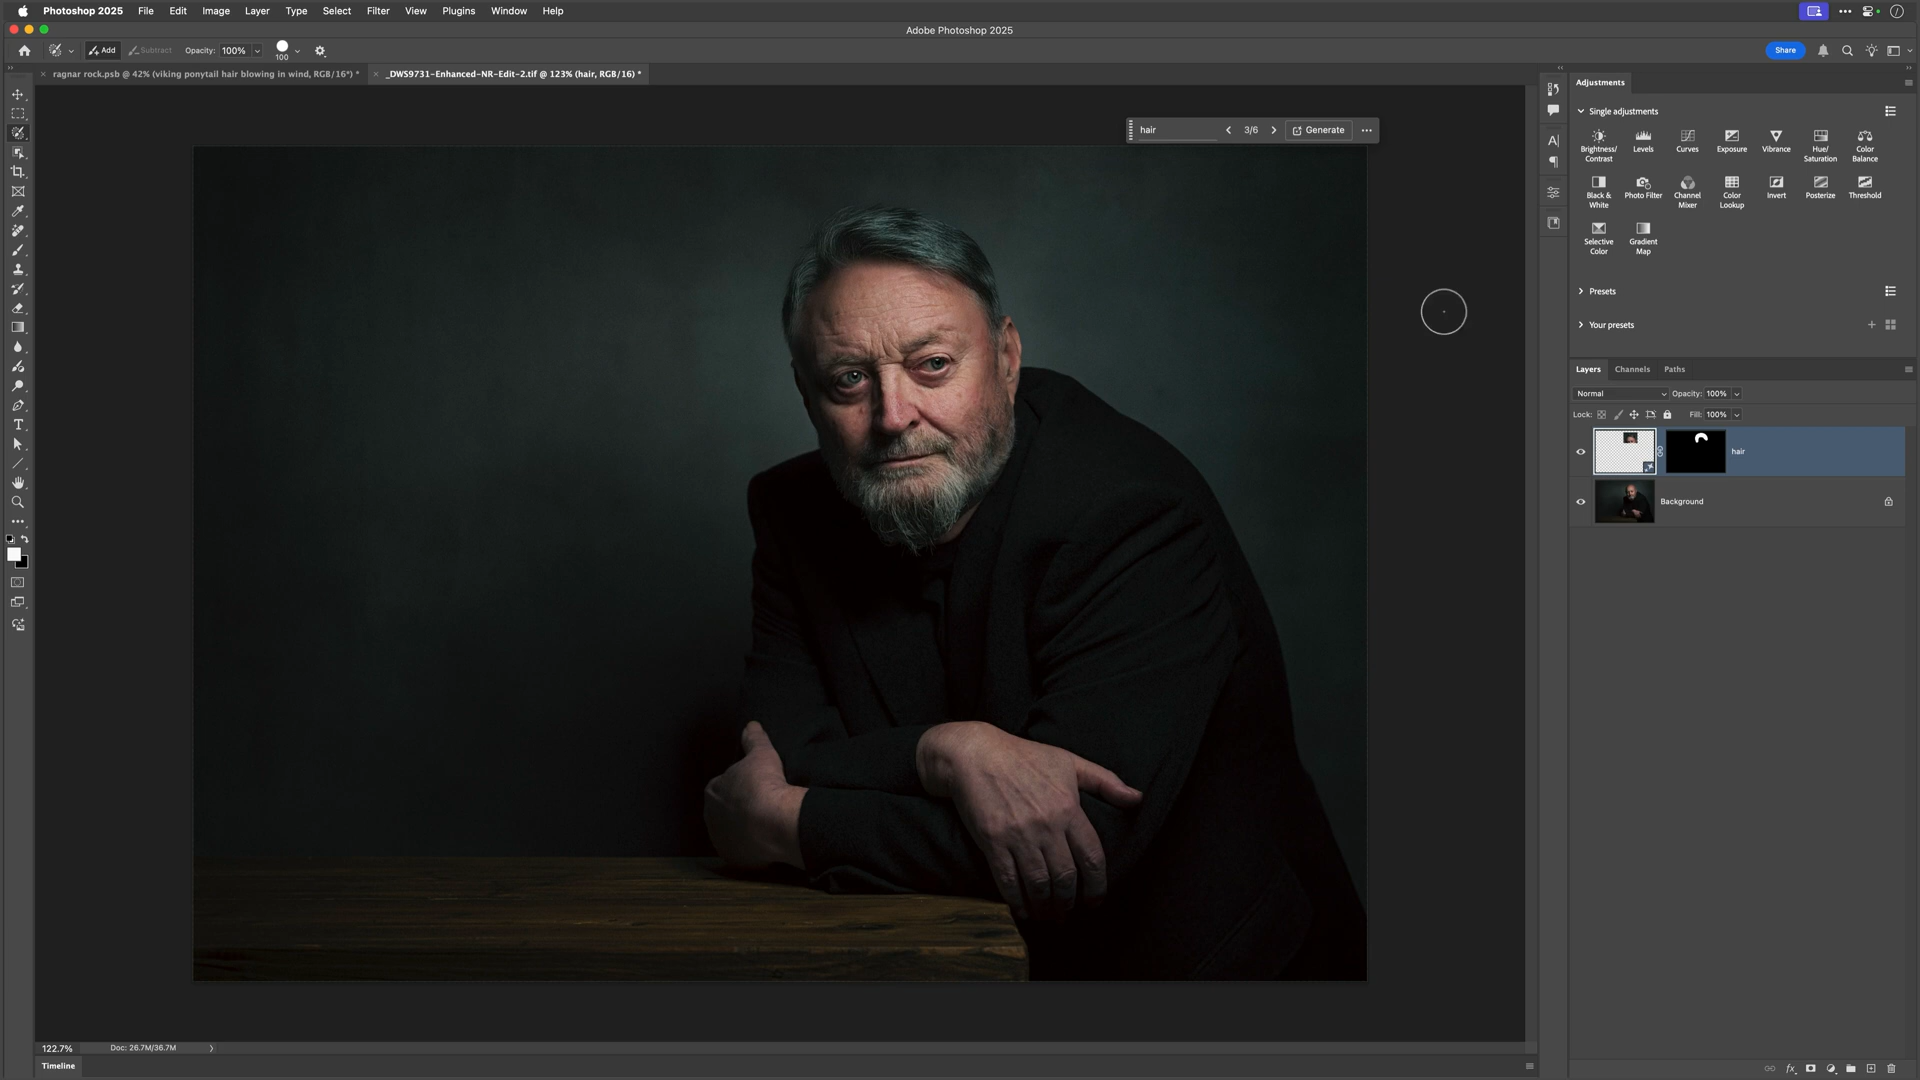 Photoshop 2025 File Edit Image Layer Type Select Filter View Plugins Window Help
Adobe Photoshop 2025
Add Subtract Opacity: 100% 100 Share
ragnar rock.psb @ 42% (viking ponytail hair blowing in wind, RGB/16*) * _DWS9731-Enhanced-NR-Edit-2.tif @ 123% (hair, RGB/16) *
hair 3/6 Generate
Adjustments
Single adjustments
Brightness/
Contrast
Levels
Curves
Exposure
Vibrance
Hue/
Saturation
Color
Balance
Black &
White
Photo Filter
Channel
Mixer
Color
Lookup
Invert
Posterize
Threshold
Selective
Color
Gradient
Map
Presets
Your presets
Layers Channels Paths
Normal Opacity: 100%
Lock: Fill: 100%
hair
Background
122.7% Doc: 26.7M/36.7M
Timeline